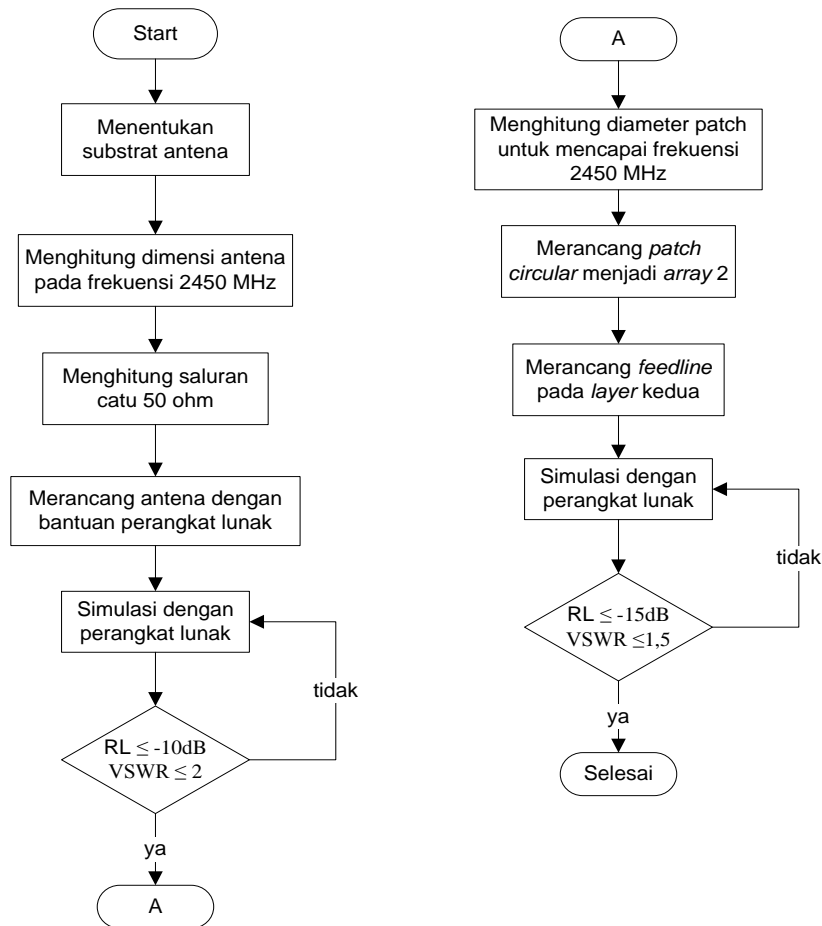 Start
Menentukan
substrat antena
Menghitung dimensi antena
pada frekuensi 2450 MHz
Menghitung saluran
catu 50 ohm
Merancang antena dengan
bantuan perangkat lunak
Simulasi dengan
perangkat lunak
tidak
RL ≤ -10dB
VSWR ≤ 2
ya
A
A
Menghitung diameter patch
untuk mencapai frekuensi
2450 MHz
Merancang patch
circular menjadi array 2
Merancang feedline
pada layer kedua
Simulasi dengan
perangkat lunak
tidak
RL ≤ -15dB
VSWR ≤1,5
ya
Selesai